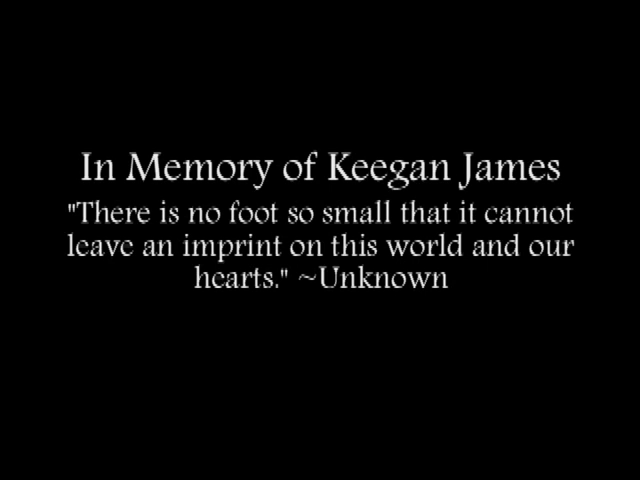 In Memory of Keegan James
"There is no foot so small that it cannot
leave an imprint on this world and our
hearts." ~Unknown